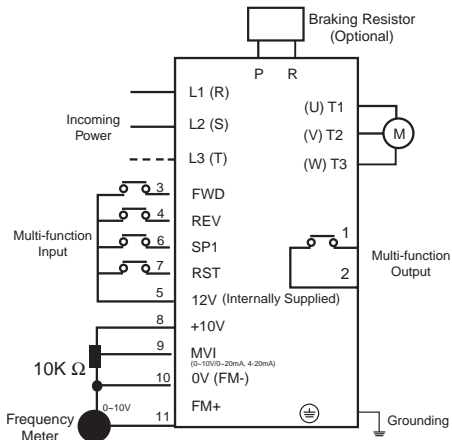 Braking Resistor
(Optional)
P R
L1 (R)
(U) T1
Incoming
Power
L2 (S)
(V) T2
M
L3 (T)
(W) T3
3 FWD
4 REV
Multi-function
Input
6 SP1
7 RST
1
2
Multi-function
Output
5 12V (Internally Supplied)
8 +10V
9 MVI
(0~10V/0~20mA, 4-20mA)
10K Ω
10 0V (FM-)
0~10V
11 FM+
Frequency
Meter
Grounding